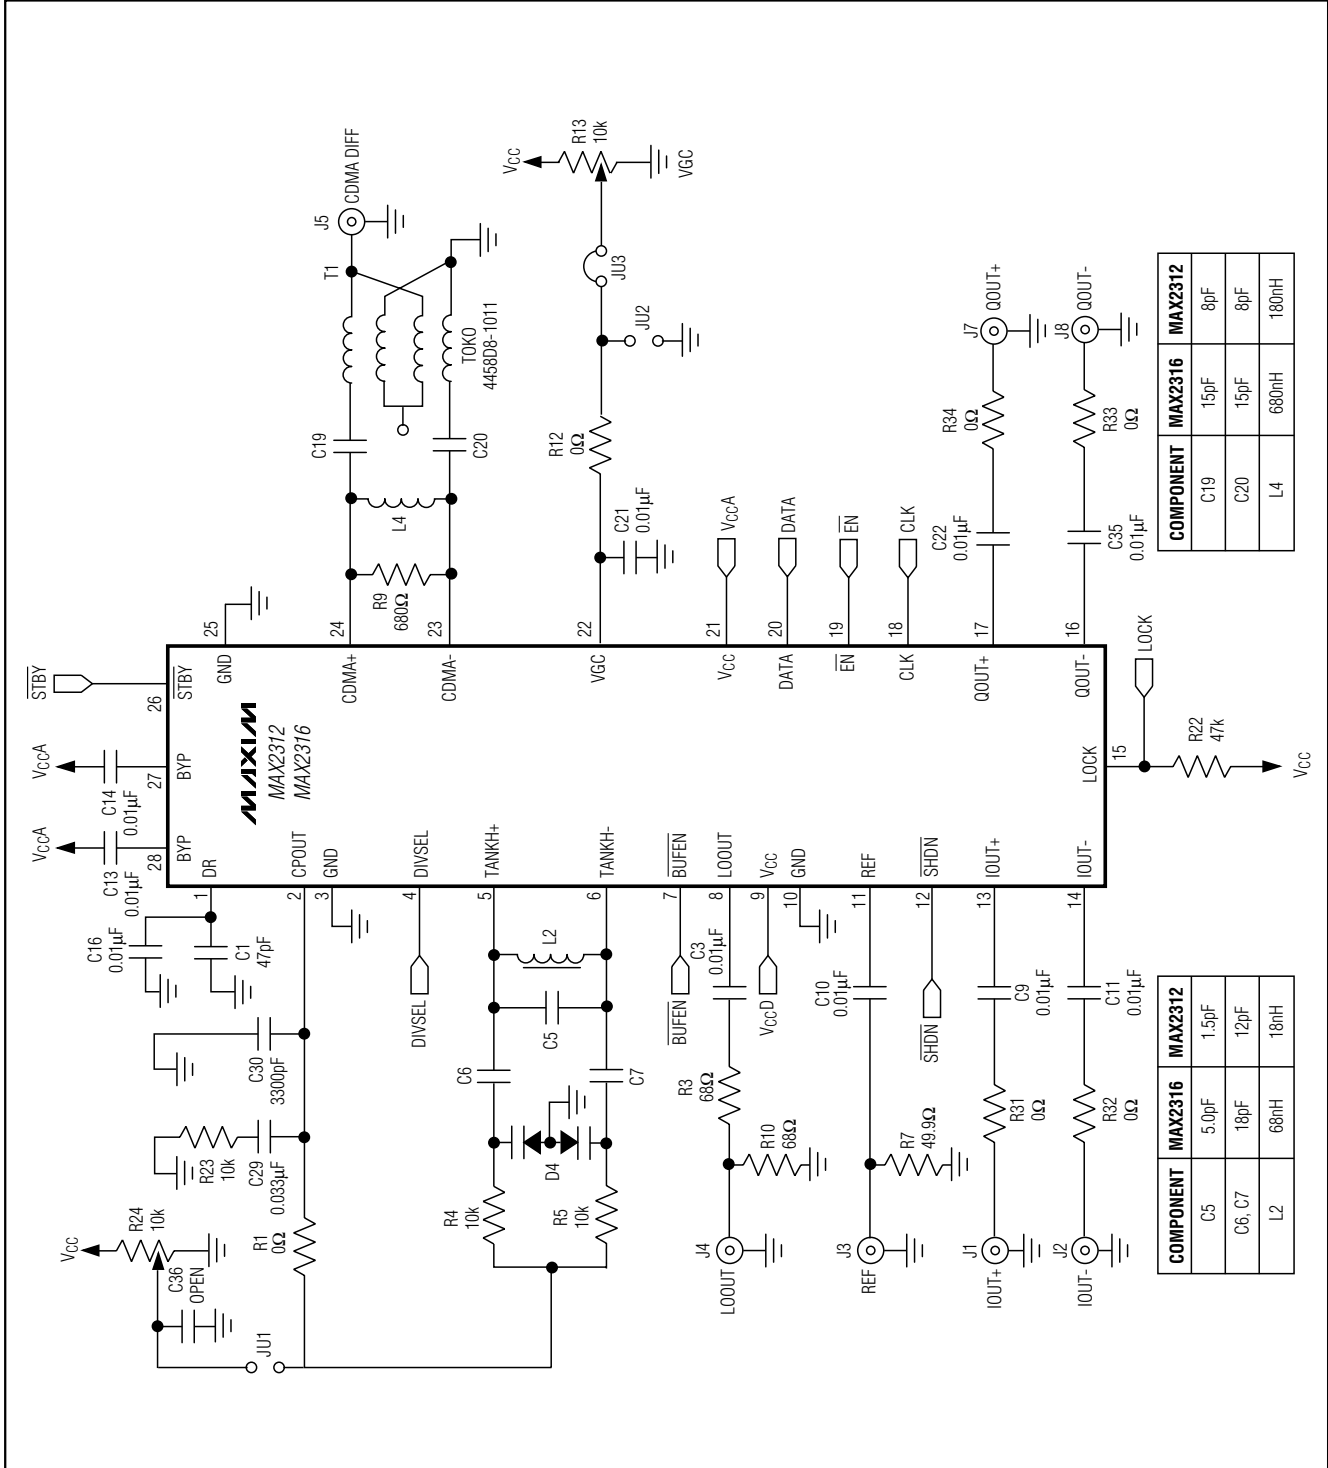 STBY
VCCA
C14
0.01µF
VCCA
C13
0.01µF
28
27
26
BYP
BYP
STBY
MAXIM
MAX2312
MAX2316
1
DR
2
CPOUT
3
GND
4
DIVSEL
5
TANKH+
6
TANKH-
7
BUFEN
8
LOOUT
9
VCC
10
GND
11
REF
12
SHDN
13
IOUT+
14
IOUT-
15
LOCK
25
GND
24
CDMA+
23
CDMA-
22
VGC
21
VCC
20
DATA
19
EN
18
CLK
17
QOUT+
16
QOUT-
C16
0.01µF
C1
47pF
C30
3300pF
R23
10k
C29
0.033µF
VCC
R24
10k
C36
OPEN
JU1
R1
0Ω
DIVSEL
L2
C5
C6
C7
D4
R4
10k
R5
10k
BUFEN
C3
0.01µF
R3
68Ω
R10
68Ω
J4
LOOUT
VCCD
C10
0.01µF
R7
49.9Ω
J3
REF
SHDN
C9
0.01µF
R31
0Ω
J1
IOUT+
C11
0.01µF
R32
0Ω
J2
IOUT-
R9
680Ω
L4
C19
C20
T1
TOKO
4458D8-1011
J5
CDMA DIFF
C21
0.01µF
R12
0Ω
JU2
JU3
VCC
R13
10k
VGC
VCCA
DATA
EN
CLK
C22
0.01µF
R34
0Ω
J7
QOUT+
C35
0.01µF
R33
0Ω
J8
QOUT-
LOCK
R22
47k
VCC
COMPONENT MAX2316 MAX2312
C5 5.0pF 1.5pF
C6, C7 18pF 12pF
L2 68nH 18nH
COMPONENT MAX2316 MAX2312
C19 15pF 8pF
C20 15pF 8pF
L4 680nH 180nH